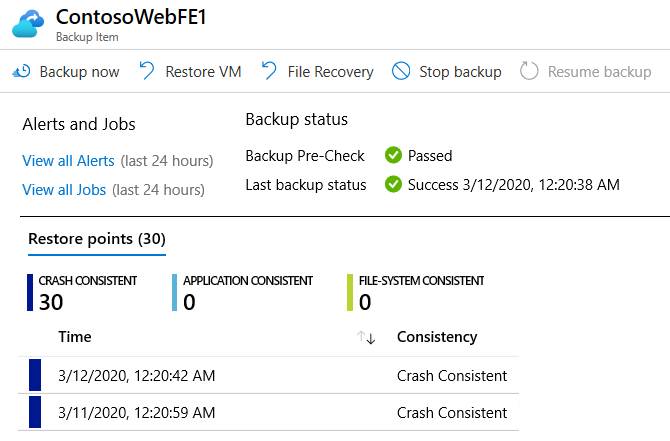 ContosoWebFE1
Backup Item
Backup now Restore VM File Recovery Stop backup Resume backup
Alerts and Jobs
View all Alerts (last 24 hours)
View all Jobs (last 24 hours)
Backup status
Backup Pre-Check Passed
Last backup status Success 3/12/2020, 12:20:38 AM
Restore points (30)
CRASH CONSISTENT APPLICATION CONSISTENT FILE-SYSTEM CONSISTENT
30 0 0
Time Consistency
3/12/2020, 12:20:42 AM Crash Consistent
3/11/2020, 12:20:59 AM Crash Consistent